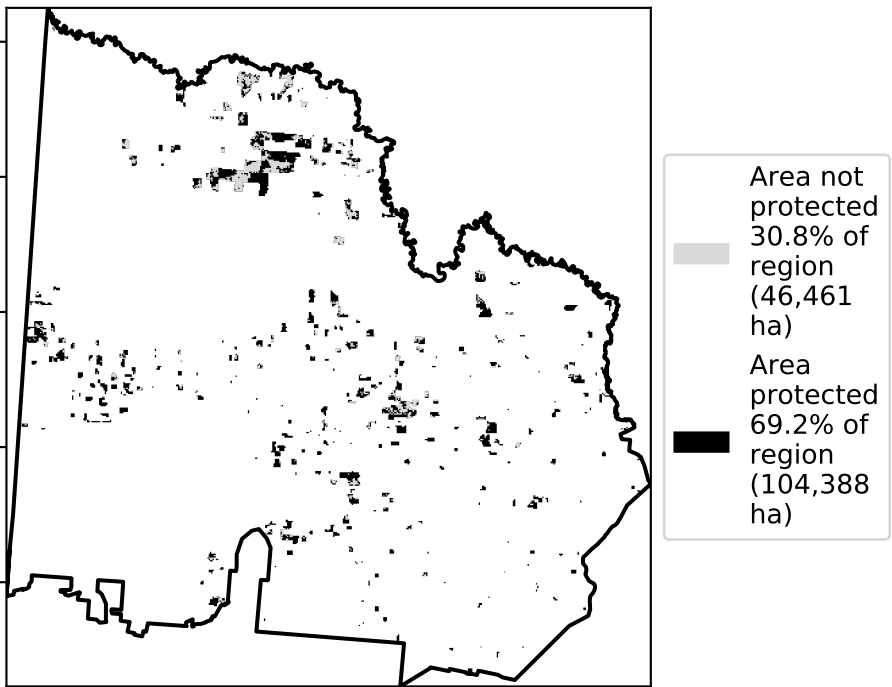 Area not
protected
30.8% of
region
(46,461
ha)
Area
protected
69.2% of
region
(104,388
ha)